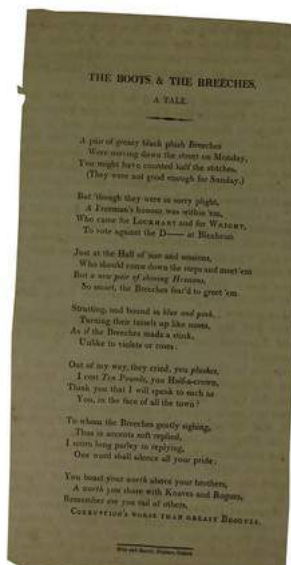 THE BOOTS & THE BREECHES,
A TALE.
A pair of greasy black plush Breeches
Were moving down the street on Monday,
You might have counted half the stitches,
(They were not good enough for Sunday.)
But 'though they were in sorry plight,
A Freeman's honour was within 'em,
Who came for LOCKHART and for WRIGHT,
To vote against the D—— at Blenheim
Just at the Hall of size and sessions,
Who should come down the steps and meet 'em
But a new pair of shining Hessians,
So smart, the Breeches fear'd to greet 'em
Strutting, and bound in blue and pink,
Turning their tassels up like noses,
As if the Breeches made a stink,
Unlike to violets or roses.
Out of my way, they cried, you plushes,
I cost Ten Pounds, you Half-a-crown,
Think you that I will speak to such as
You, in the face of all the town?
To whom the Breeches gently sighing,
Thus in accents soft replied,
I scorn long parley in replying,
One word shall silence all your pride.
You boast your worth above your brothers,
A worth you share with Knaves and Rogues,
Remember are you not of others,
CORRUPTION'S WORSE THAN GREASY BROGUES.